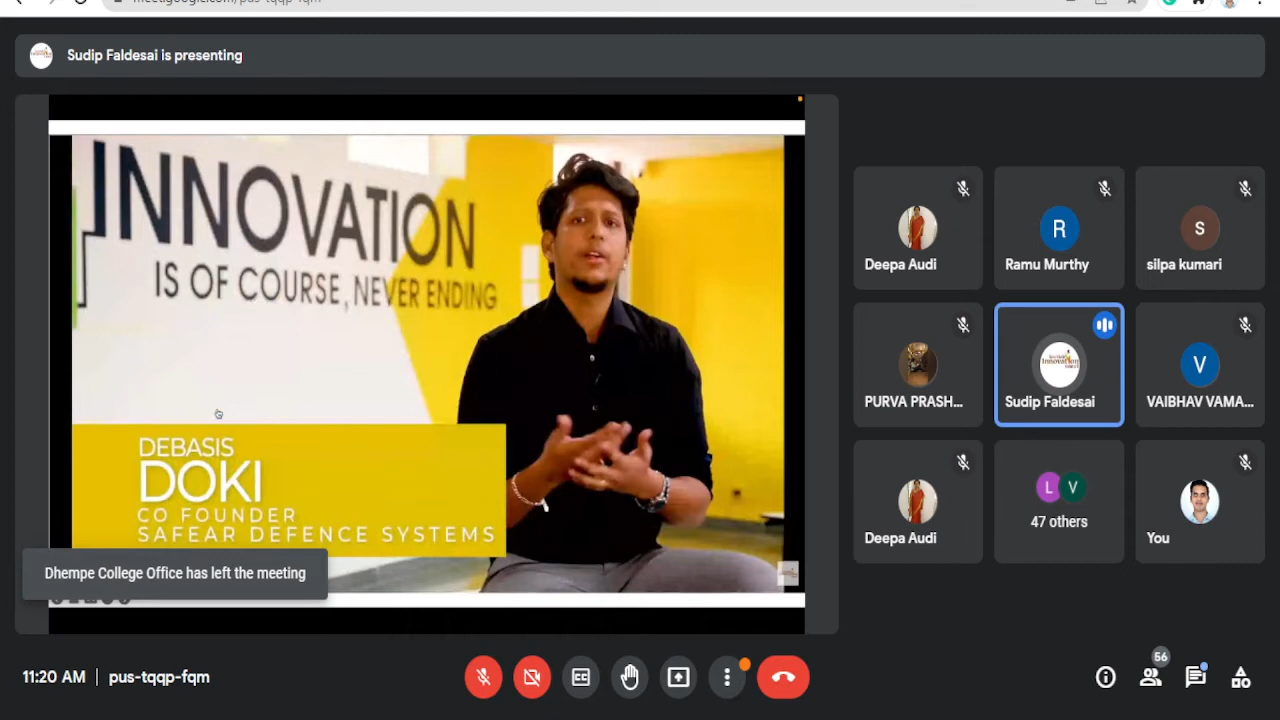 Sudip Faldesai is presenting
INNOVATION
IS OF COURSE, NEVER ENDING
DEBASIS
DOKI
CO FOUNDER
SAFEAR DEFENCE SYSTEMS
Dhempe College Office has left the meeting
Deepa Audi
R
Ramu Murthy
s
silpa kumari
PURVA PRASH...
Innovation
Sudip Faldesai
V
VAIBHAV VAMA...
Deepa Audi
L V
47 others
You
11:20 AM | pus-tqqp-fqm
CC
56